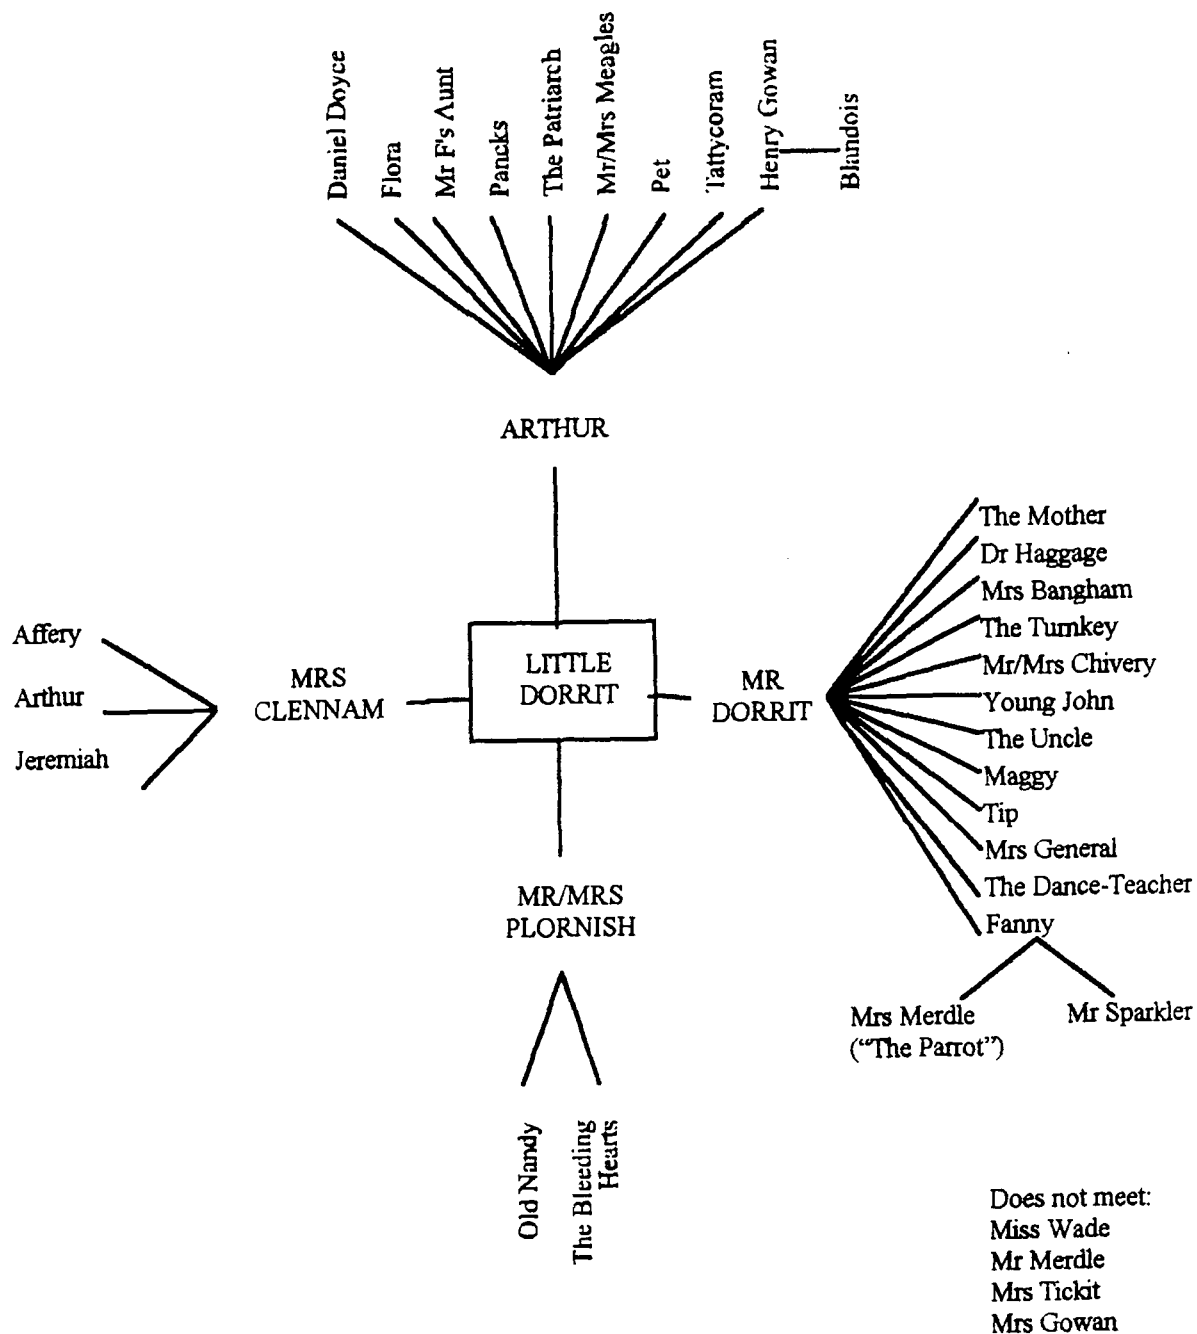 Daniel Doyce
Flora
Mr F's Aunt
Pancks
The Patriarch
Mr/Mrs Meagles
Pet
Tattycoram
Henry Gowan
Blandois
ARTHUR
Affery
Arthur
Jeremiah
MRS
CLENNAM
LITTLE
DORRIT
MR
DORRIT
The Mother
Dr Haggage
Mrs Bangham
The Turnkey
Mr/Mrs Chivery
Young John
The Uncle
Maggy
Tip
Mrs General
The Dance-Teacher
Fanny
Mrs Merdle
("The Parrot")
Mr Sparkler
MR/MRS
PLORNISH
Old Nandy
The Bleeding
Hearts
Does not meet:
Miss Wade
Mr Merdle
Mrs Tickit
Mrs Gowan